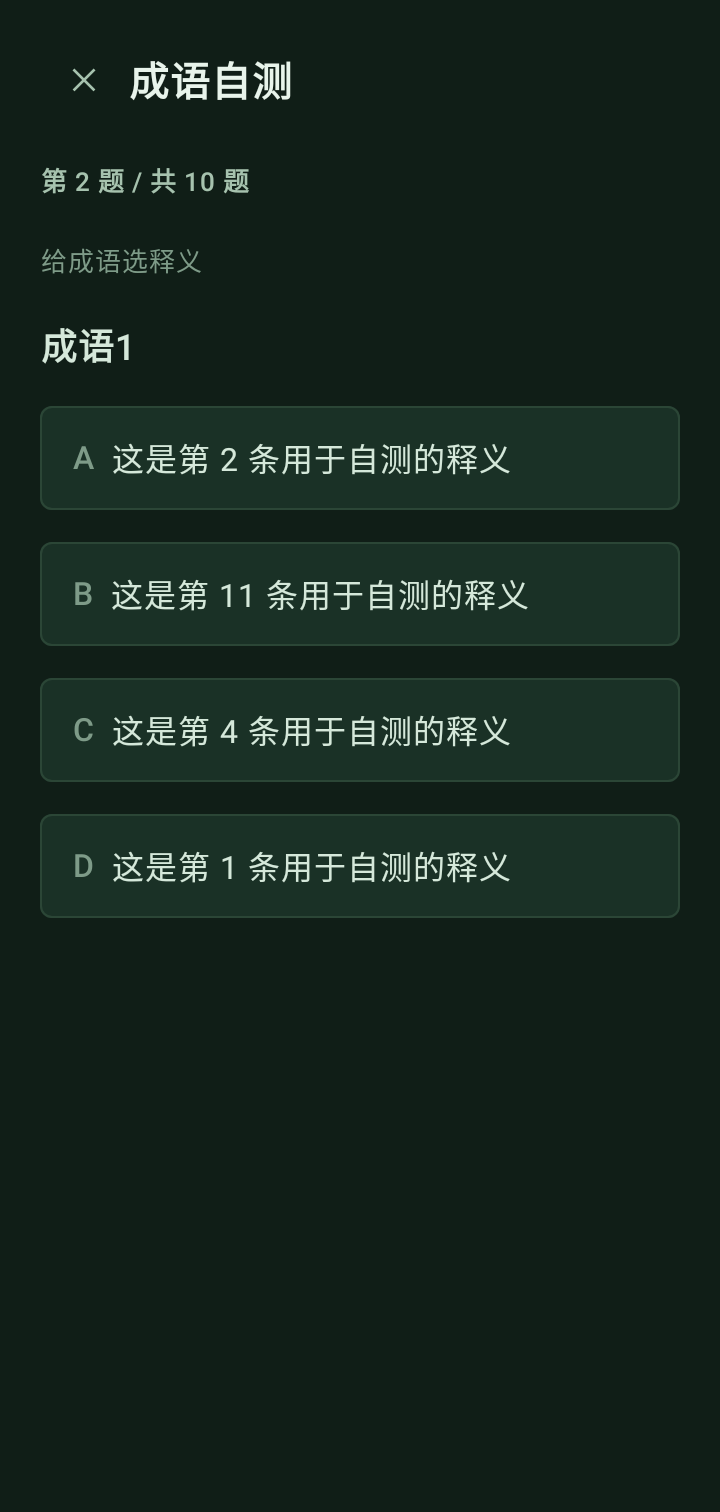 成语自测
第 2 题 / 共 10 题
给成语选释义
成语1
A 这是第 2 条用于自测的释义
B 这是第 11 条用于自测的释义
C 这是第 4 条用于自测的释义
D 这是第 1 条用于自测的释义